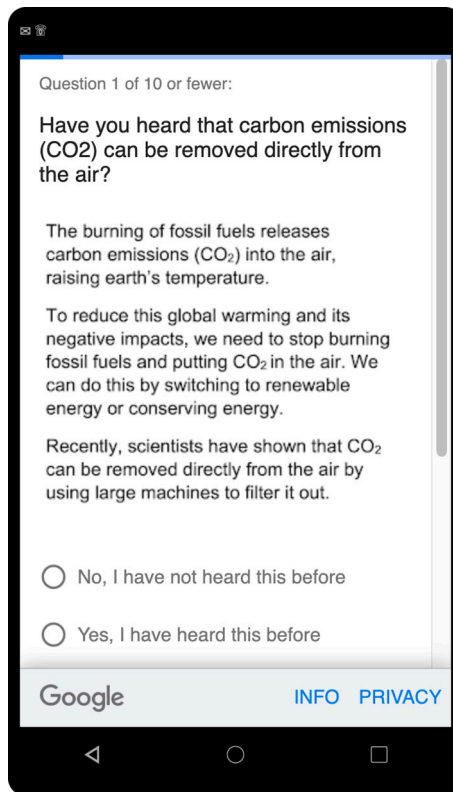 Question 1 of 10 or fewer:
Have you heard that carbon emissions
(CO2) can be removed directly from
the air?
The burning of fossil fuels releases
carbon emissions (CO₂) into the air,
raising earth's temperature.
To reduce this global warming and its
negative impacts, we need to stop burning
fossil fuels and putting CO₂ in the air. We
can do this by switching to renewable
energy or conserving energy.
Recently, scientists have shown that CO₂
can be removed directly from the air by
using large machines to filter it out.
No, I have not heard this before
Yes, I have heard this before
Google INFO PRIVACY